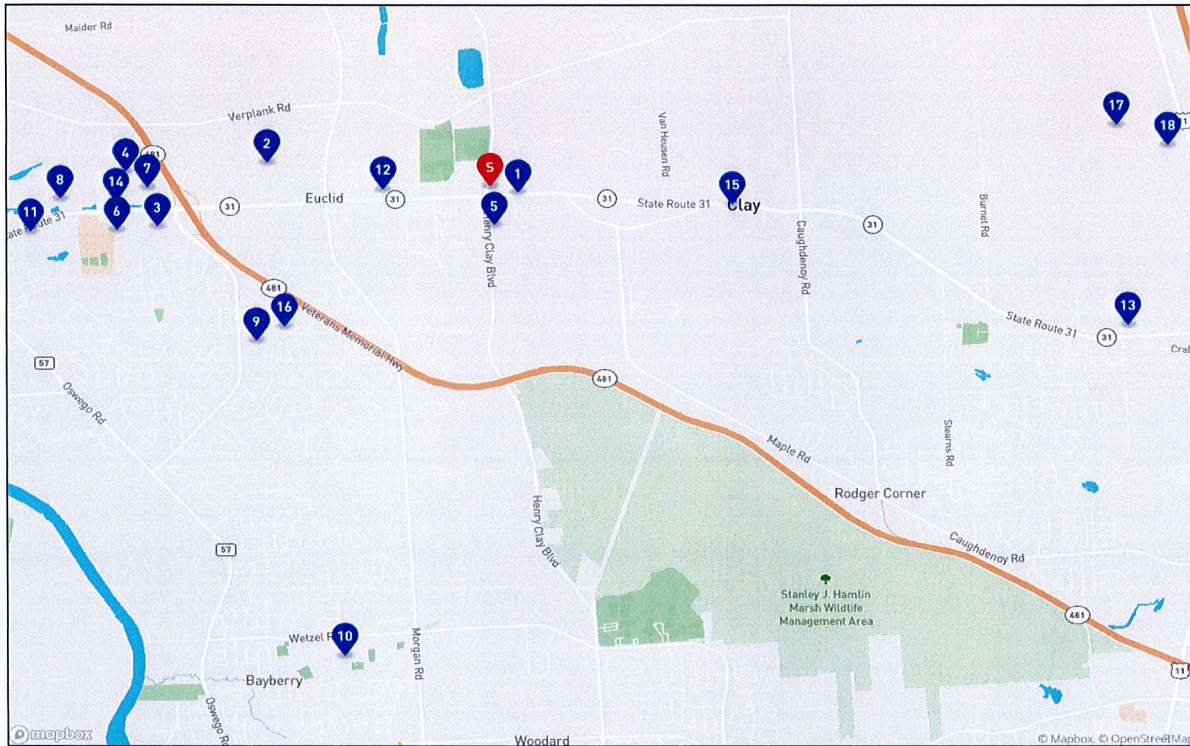 Maider Rd
Verplank Rd
Van Heusen Rd
17
18
2
4
481
7
12
S
1
8
14
15
Euclid
31
31
31
State Route 31
Clay
11
6
3
5
Henry Clay Blvd
31
Burnet Rd
Caughdenoy Rd
481
9
16
Veterans Memorial Hwy
13
State Route 31
31
57
Oswego Rd
481
Maple Rd
Stearns Rd
Rodger Corner
57
Henry Clay Blvd
Caughdenoy Rd
Stanley J. Hamlin
Marsh Wildlife
Management Area
481
10
Morgan Rd
Bayberry
11
Oswego Rd
mapbox
Woodard
© Mapbox, © OpenStreetMap